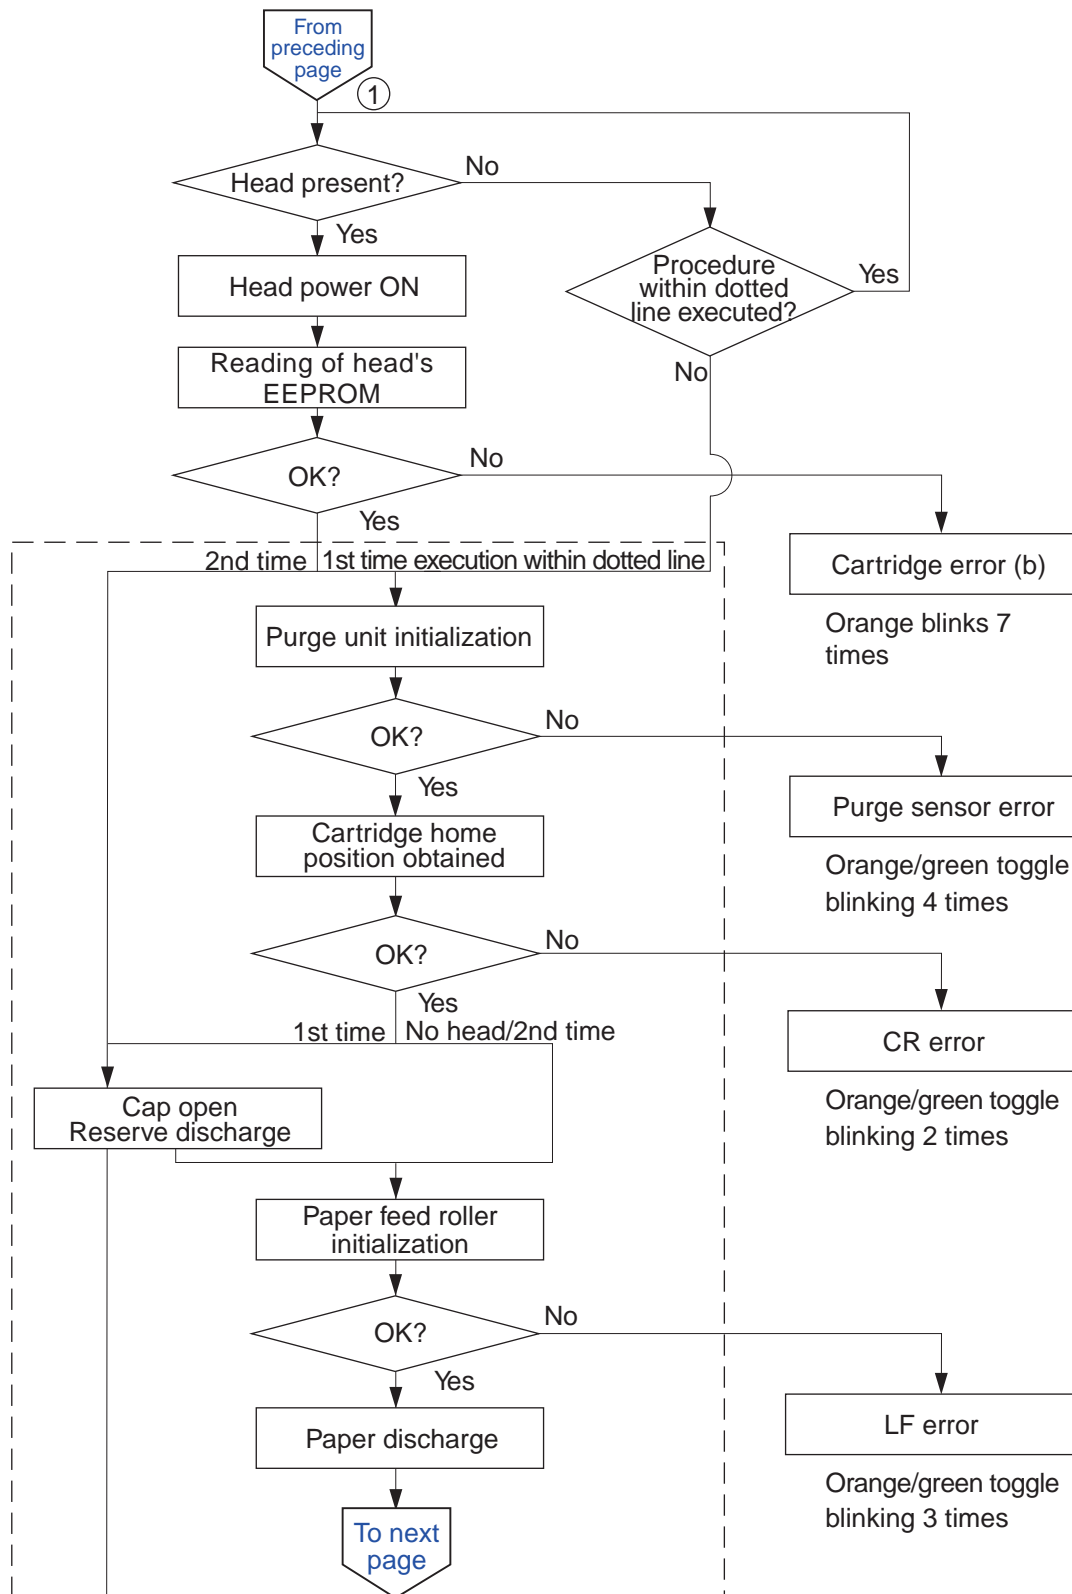 From
preceding
page
1
Head present?
No
Yes
Head power ON
Procedure
within dotted
line executed?
Yes
No
Reading of head's
EEPROM
OK?
No
Yes
2nd time
1st time execution within dotted line
Cartridge error (b)
Orange blinks 7
times
Purge unit initialization
OK?
No
Yes
Purge sensor error
Orange/green toggle
blinking 4 times
Cartridge home
position obtained
OK?
No
Yes
1st time
No head/2nd time
CR error
Orange/green toggle
blinking 2 times
Cap open
Reserve discharge
Paper feed roller
initialization
OK?
No
Yes
LF error
Orange/green toggle
blinking 3 times
Paper discharge
To next
page